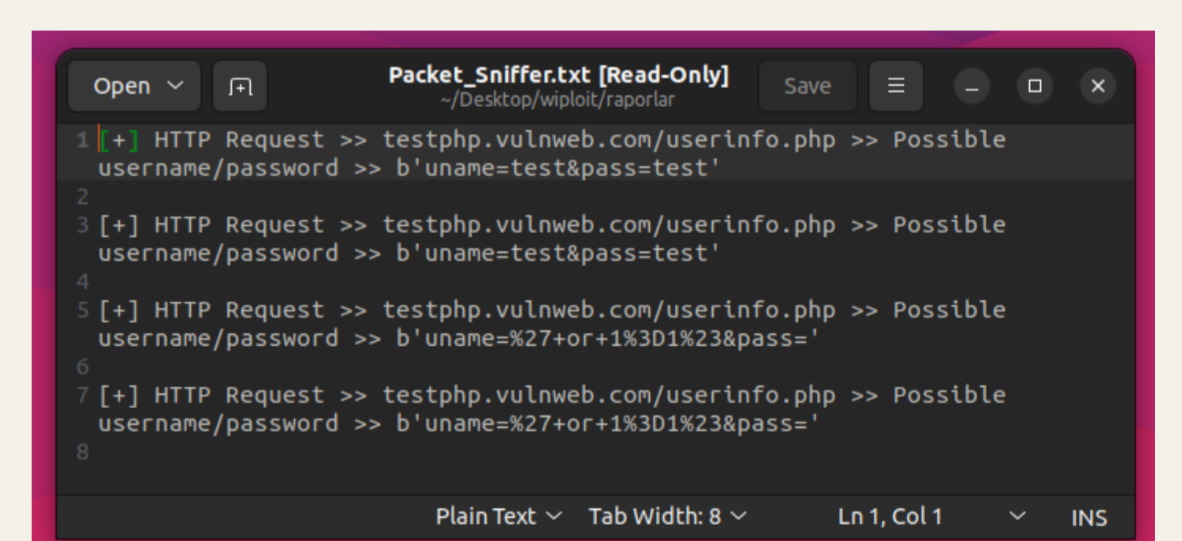 Open
Packet_Sniffer.txt [Read-Only]
~/Desktop/wiploit/raporlar
Save
1 [+] HTTP Request >> testphp.vulnweb.com/userinfo.php >> Possible
username/password >> b'uname=test&pass=test'
2
3 [+] HTTP Request >> testphp.vulnweb.com/userinfo.php >> Possible
username/password >> b'uname=test&pass=test'
4
5 [+] HTTP Request >> testphp.vulnweb.com/userinfo.php >> Possible
username/password >> b'uname=%27+or+1%3D1%23&pass='
6
7 [+] HTTP Request >> testphp.vulnweb.com/userinfo.php >> Possible
username/password >> b'uname=%27+or+1%3D1%23&pass='
8
Plain Text Tab Width: 8 Ln 1, Col 1 INS